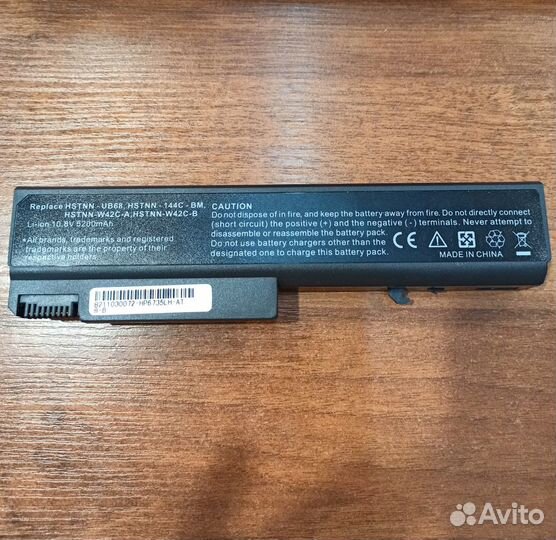 Replace HSTNN - UB68, HSTNN - 144C - BM,
HSTNN-W42C-A,HSTNN-W42C-B
Li-ion 10.8V 5200mAh
*All brands, trademarks and registered
trademarks are the property of their
respective holders.
CAUTION
Do not dispose of in fire, and keep the battery away from fire. Do not directly connect
(short circuit) the positive (+) and negative (-) terminals. Never attempt to
disassemble or reassemble the battery pack.
Do not use battery chargers other than the
designated one to charge this battery pack.
CE FC
MADE IN CHINA
B211030072-HP6735LH-AT
R-B
Avito